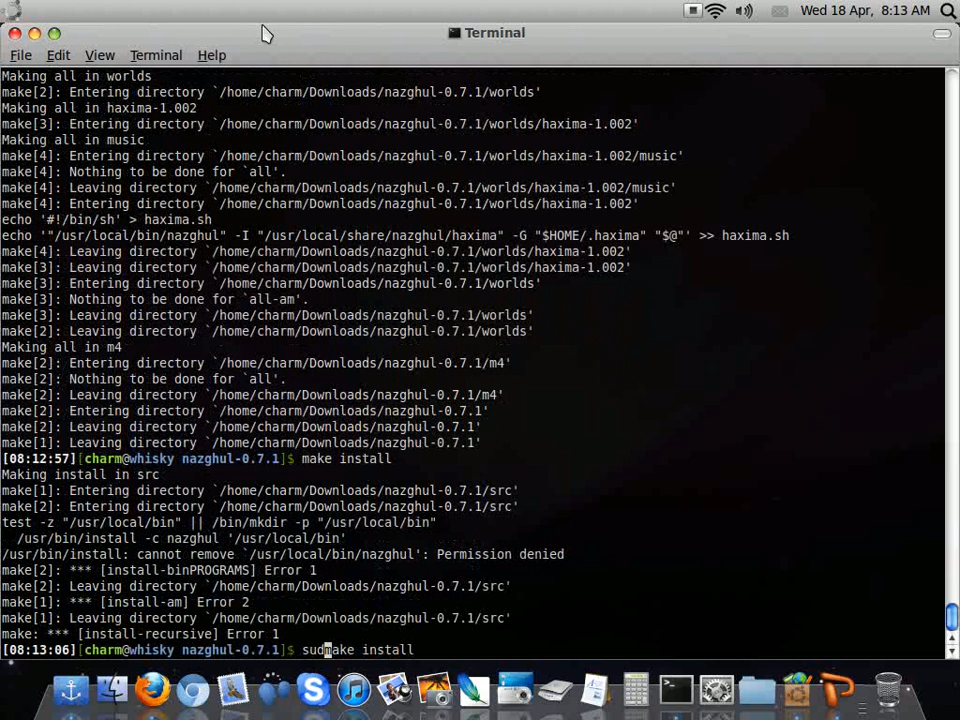 Wed 18 Apr, 8:13 AM
Terminal
File Edit View Terminal Help
Making all in worlds
make[2]: Entering directory `/home/charm/Downloads/nazghul-0.7.1/worlds'
Making all in haxima-1.002
make[3]: Entering directory `/home/charm/Downloads/nazghul-0.7.1/worlds/haxima-1.002'
Making all in music
make[4]: Entering directory `/home/charm/Downloads/nazghul-0.7.1/worlds/haxima-1.002/music'
make[4]: Nothing to be done for `all'.
make[4]: Leaving directory `/home/charm/Downloads/nazghul-0.7.1/worlds/haxima-1.002/music'
make[4]: Entering directory `/home/charm/Downloads/nazghul-0.7.1/worlds/haxima-1.002'
echo '#!/bin/sh' > haxima.sh
echo '"/usr/local/bin/nazghul" -I "/usr/local/share/nazghul/haxima" -G "$HOME/.haxima" "$@"' >> haxima.sh
make[4]: Leaving directory `/home/charm/Downloads/nazghul-0.7.1/worlds/haxima-1.002'
make[3]: Leaving directory `/home/charm/Downloads/nazghul-0.7.1/worlds/haxima-1.002'
make[3]: Entering directory `/home/charm/Downloads/nazghul-0.7.1/worlds'
make[3]: Nothing to be done for `all-am'.
make[3]: Leaving directory `/home/charm/Downloads/nazghul-0.7.1/worlds'
make[2]: Leaving directory `/home/charm/Downloads/nazghul-0.7.1/worlds'
Making all in m4
make[2]: Entering directory `/home/charm/Downloads/nazghul-0.7.1/m4'
make[2]: Nothing to be done for `all'.
make[2]: Leaving directory `/home/charm/Downloads/nazghul-0.7.1/m4'
make[2]: Entering directory `/home/charm/Downloads/nazghul-0.7.1'
make[2]: Leaving directory `/home/charm/Downloads/nazghul-0.7.1'
make[1]: Leaving directory `/home/charm/Downloads/nazghul-0.7.1'
[08:12:57][charm@whisky nazghul-0.7.1]$ make install
Making install in src
make[1]: Entering directory `/home/charm/Downloads/nazghul-0.7.1/src'
make[2]: Entering directory `/home/charm/Downloads/nazghul-0.7.1/src'
test -z "/usr/local/bin" || /bin/mkdir -p "/usr/local/bin"
/usr/bin/install -c nazghul '/usr/local/bin'
/usr/bin/install: cannot remove `/usr/local/bin/nazghul': Permission denied
make[2]: *** [install-binPROGRAMS] Error 1
make[2]: Leaving directory `/home/charm/Downloads/nazghul-0.7.1/src'
make[1]: *** [install-am] Error 2
make[1]: Leaving directory `/home/charm/Downloads/nazghul-0.7.1/src'
make: *** [install-recursive] Error 1
[08:13:06][charm@whisky nazghul-0.7.1]$ sudmake install